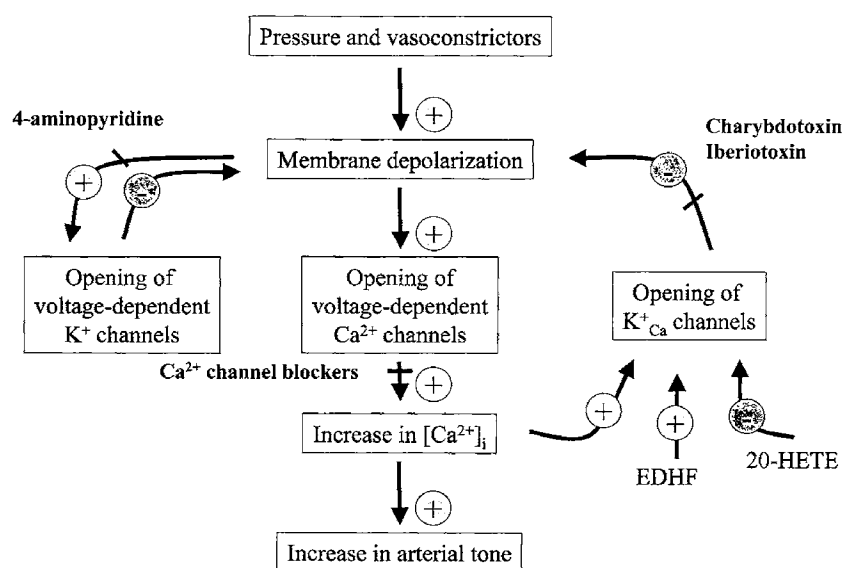 Pressure and vasoconstrictors
+
4-aminopyridine
Charybdotoxin
Iberiotoxin
Membrane depolarization
+
-
-
+
Opening of
voltage-dependent
K⁺ channels
Opening of
voltage-dependent
Ca²⁺ channels
Opening of
K⁺Ca channels
Ca²⁺ channel blockers
+
Increase in [Ca²⁺]i
+
+
-
EDHF
20-HETE
+
Increase in arterial tone